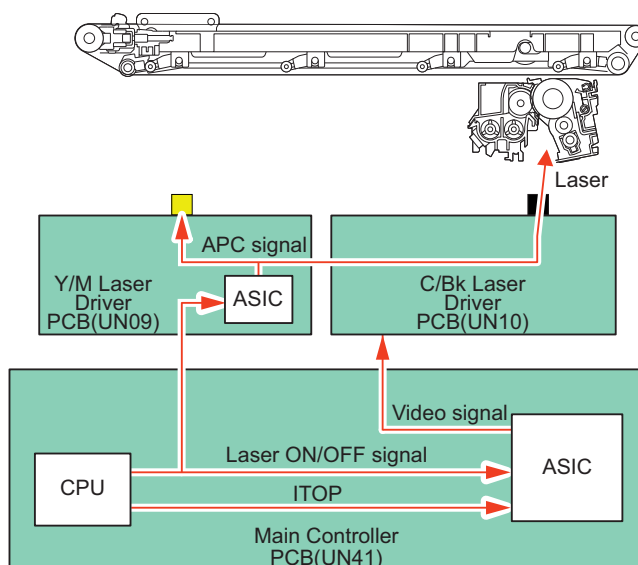 Laser
APC signal
Y/M Laser
Driver
PCB(UN09)
ASIC
C/Bk Laser
Driver
PCB(UN10)
Video signal
Laser ON/OFF signal
ASIC
CPU
ITOP
Main Controller
PCB(UN41)